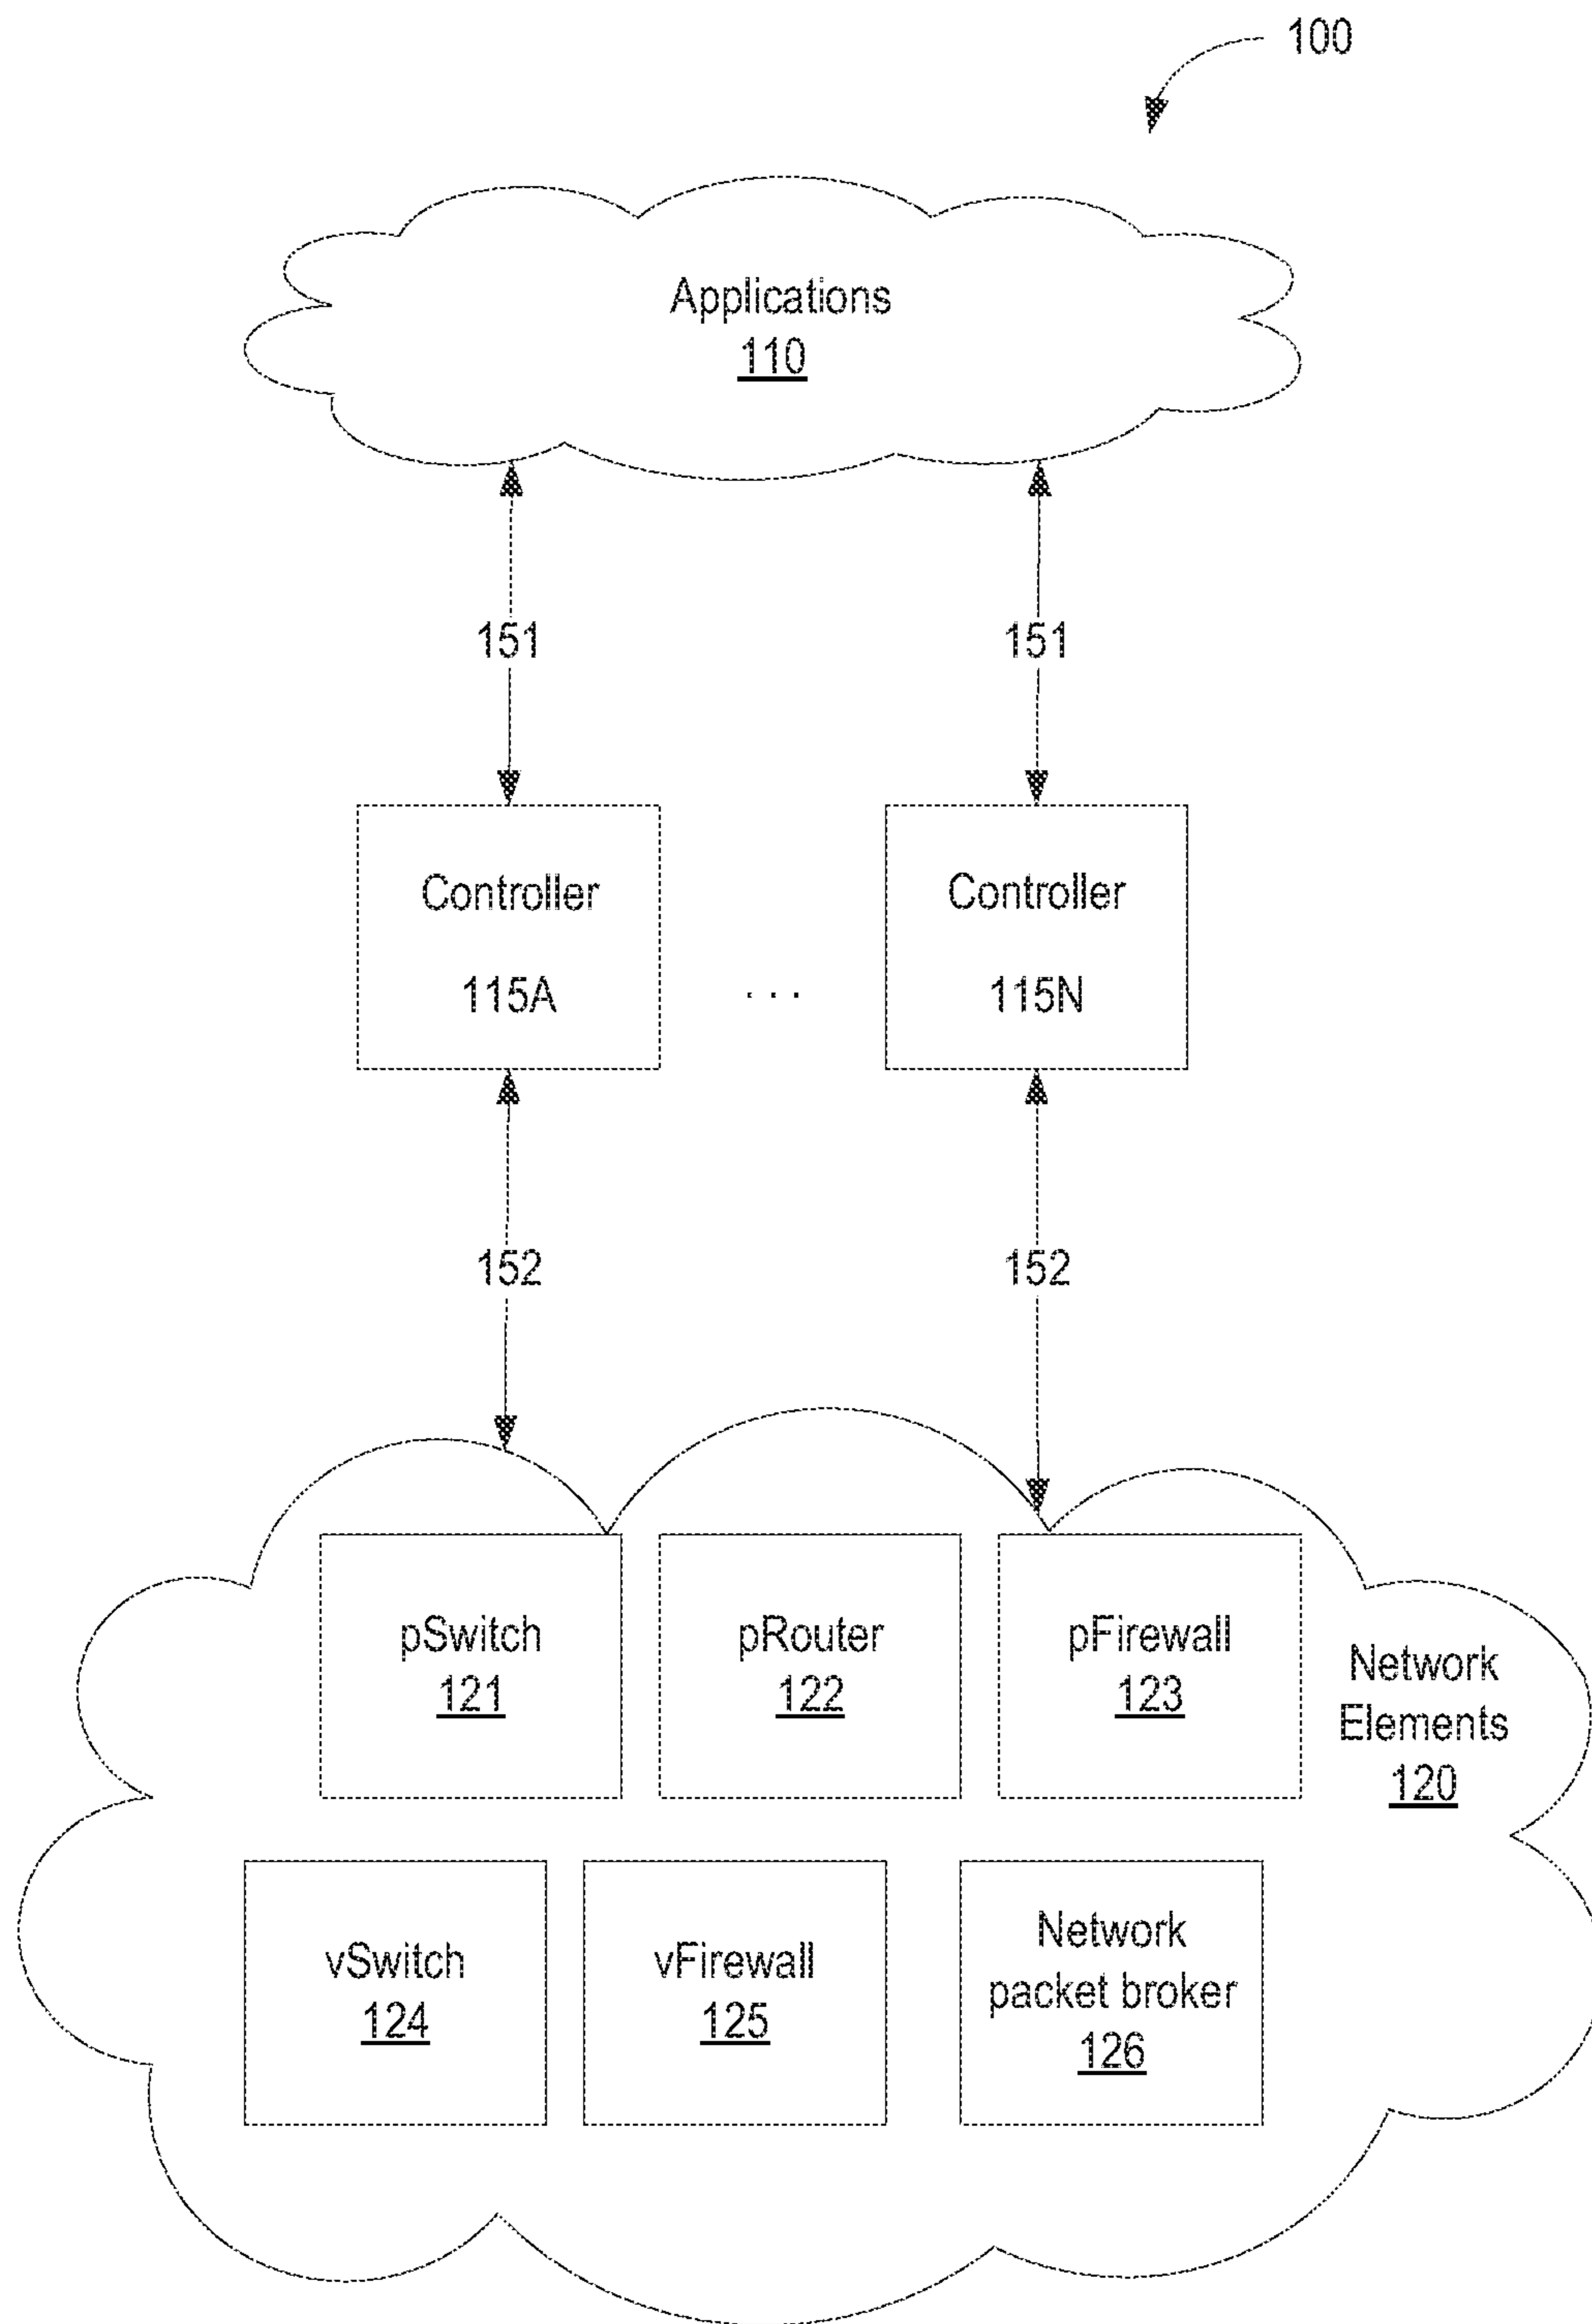 100
Applications
110
151 151
Controller Controller
115A ... 115N
152 152
pSwitch pRouter pFirewall
121 122 123
Network
Elements
120
vSwitch vFirewall
124 125
Network
packet broker
126